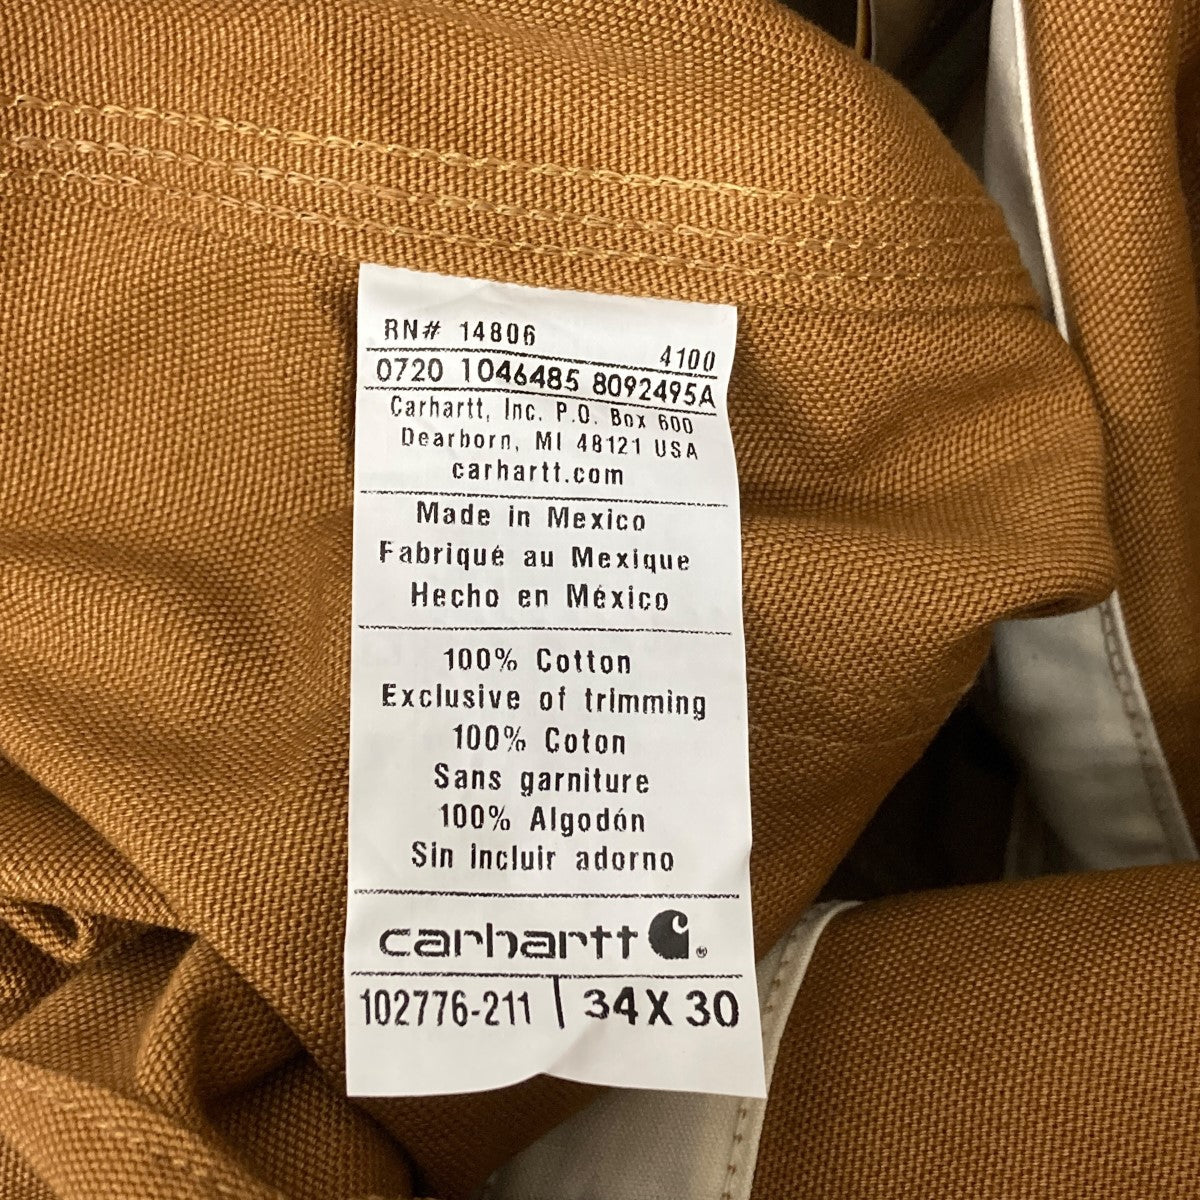 RN# 14806 4100
0720 1046485 8092495A
Carhartt, Inc. P.O. Box 600
Dearborn, MI 48121 USA
carhartt.com
Made in Mexico
Fabriqué au Mexique
Hecho en México
100% Cotton
Exclusive of trimming
100% Coton
Sans garniture
100% Algodón
Sin incluir adorno
carhartt ®
102776-211 | 34 X 30